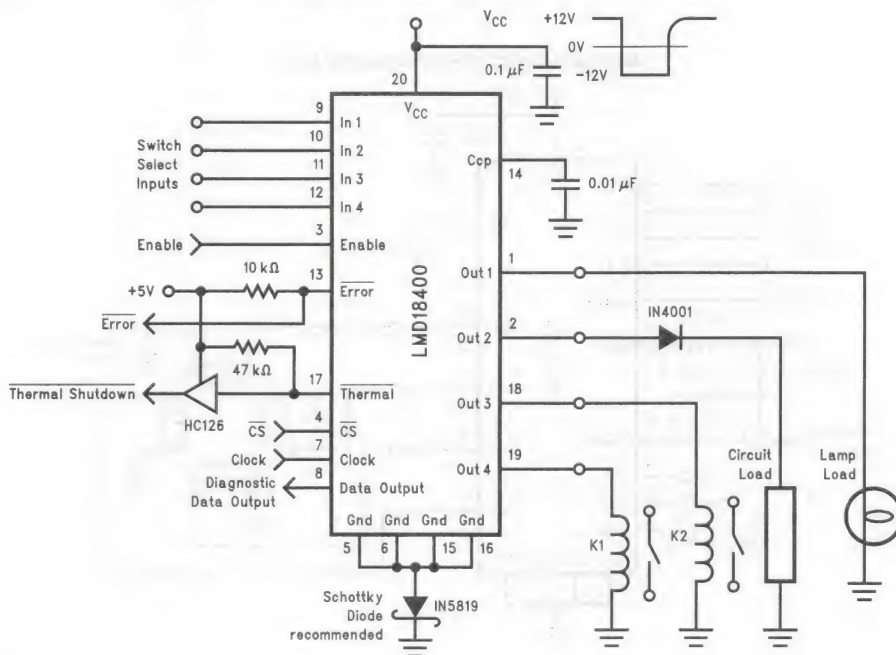 V_CC
+12V
0V
−12V
0.1 μF
20
V_CC
9
In 1
10
In 2
11
In 3
12
In 4
Switch
Select
Inputs
3
Enable
Enable
Ccp
14
0.01 μF
LMD18400
10 kΩ
13
+5V
Error
Error
47 kΩ
17
Thermal Shutdown
Thermal
HC126
4
CS
CS
7
Clock
Clock
8
Diagnostic
Data Output
Data Output
Out 1
1
Out 2
2
IN4001
Out 3
18
Out 4
19
Circuit
Load
Lamp
Load
K1
K2
Gnd
Gnd
Gnd
Gnd
5
6
15
16
Schottky
Diode
recommended
IN5819